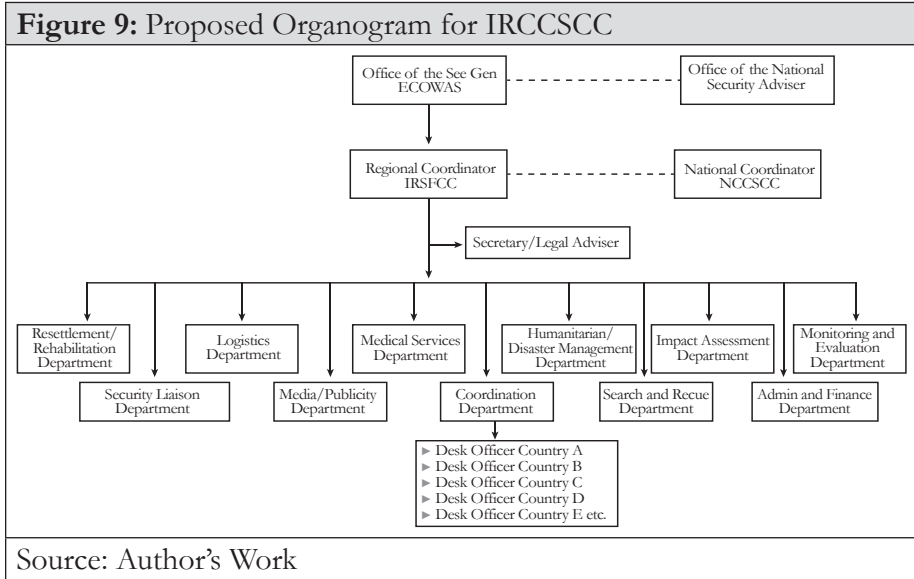 Figure 9: Proposed Organogram for IRCCSCC
Office of the See Gen
ECOWAS
Office of the National
Security Adviser
Regional Coordinator
IRSFCC
National Coordinator
NCCSCC
Secretary/Legal Adviser
Resettlement/
Rehabilitation
Department
Logistics
Department
Medical Services
Department
Humanitarian/
Disaster Management
Department
Impact Assessment
Department
Monitoring and
Evaluation
Department
Security Liaison
Department
Media/Publicity
Department
Coordination
Department
Search and Recue
Department
Admin and Finance
Department
► Desk Officer Country A
► Desk Officer Country B
► Desk Officer Country C
► Desk Officer Country D
► Desk Officer Country E etc.
Source: Author's Work